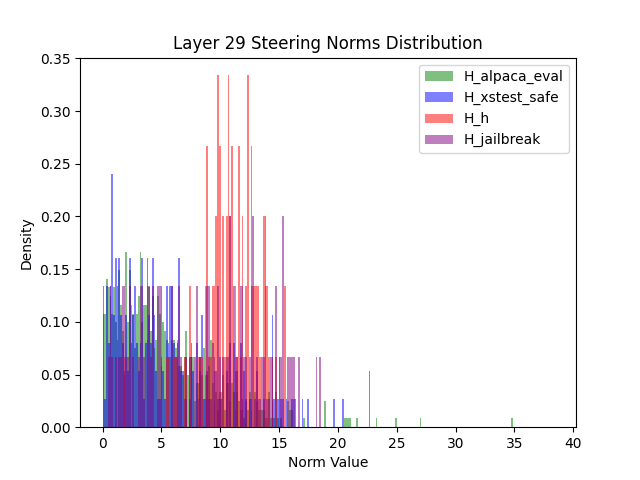 Layer 29 Steering Norms Distribution
Density
0.35
0.30
0.25
0.20
0.15
0.10
0.05
0.00
H_alpaca_eval
H_xstest_safe
H_h
H_jailbreak
0 5 10 15 20 25 30 35 40
Norm Value